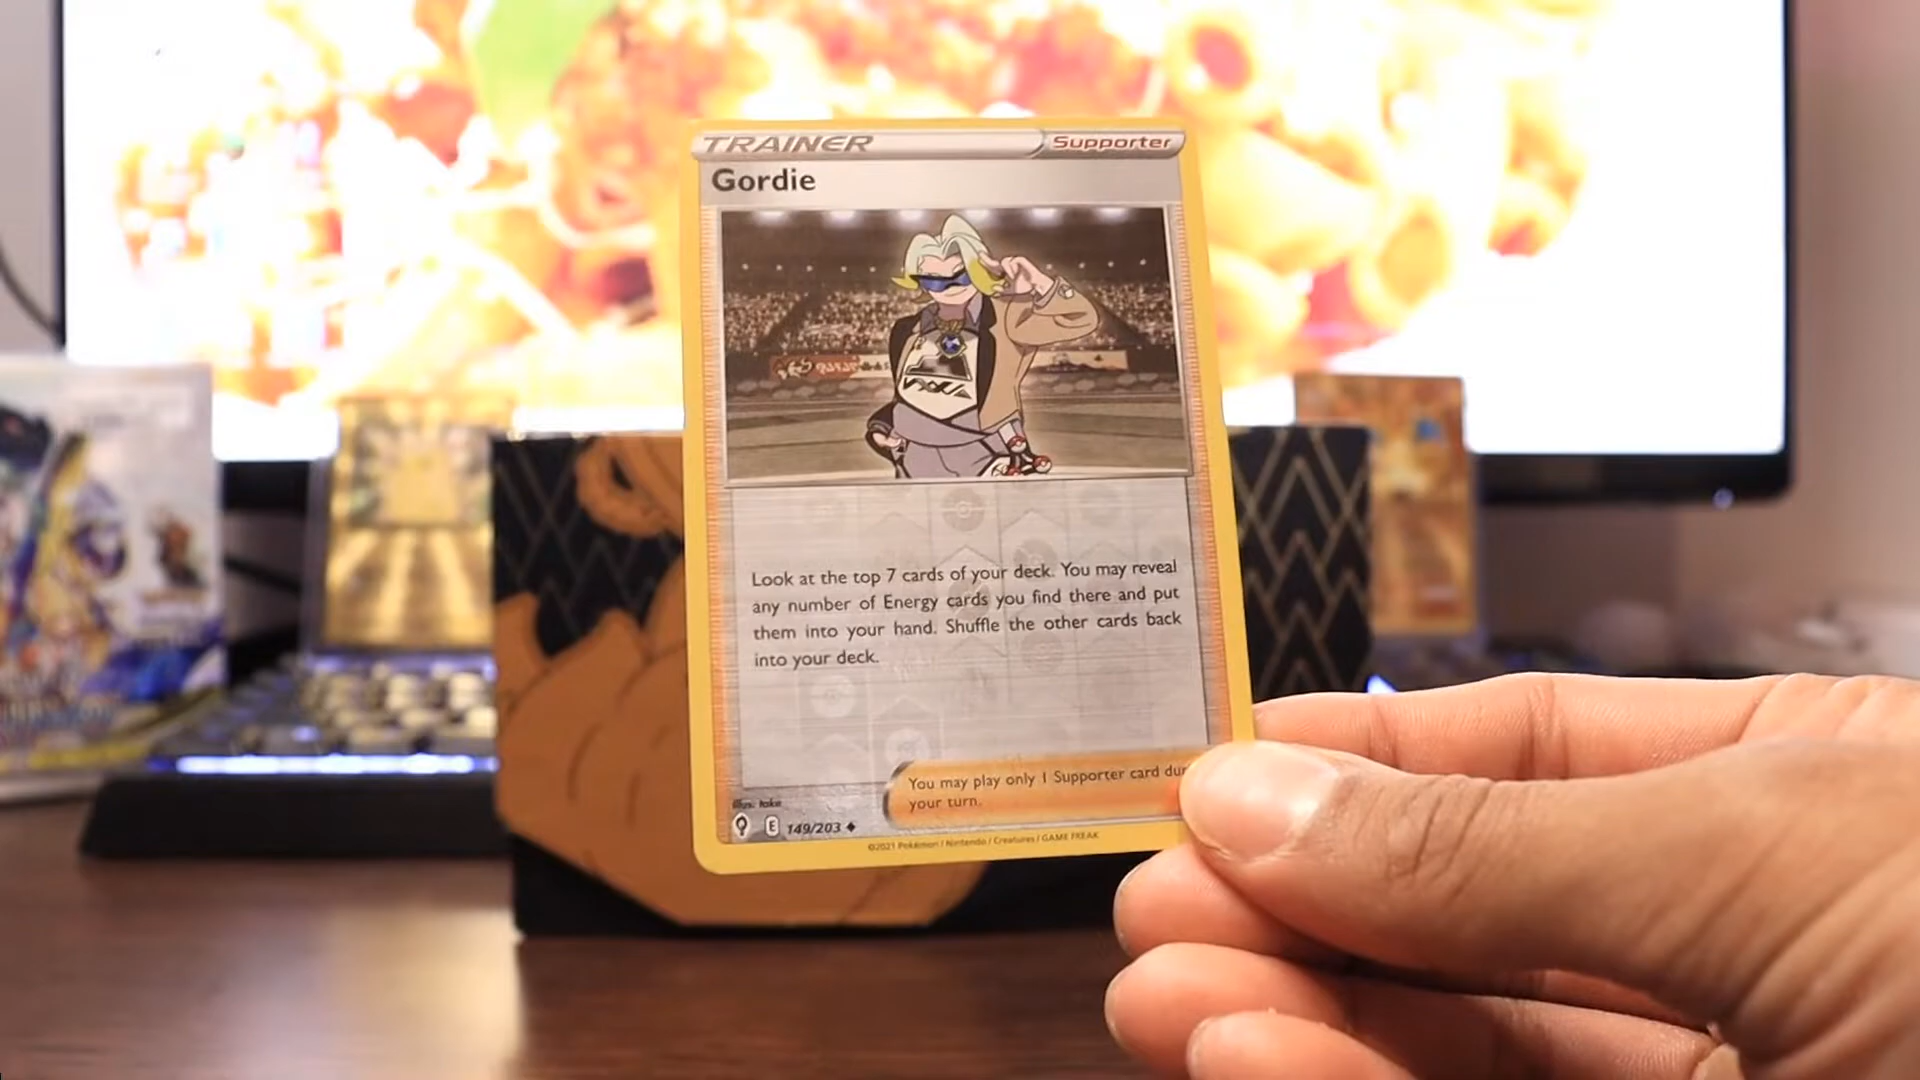 TRAINER
Supporter
Gordie
Look at the top 7 cards of your deck. You may reveal
any number of Energy cards you find there and put
them into your hand. Shuffle the other cards back
into your deck.
You may play only 1 Supporter card dur
your turn.
illus. take
E 149/203
©2021 Pokémon / Nintendo / Creatures / GAME FREAK